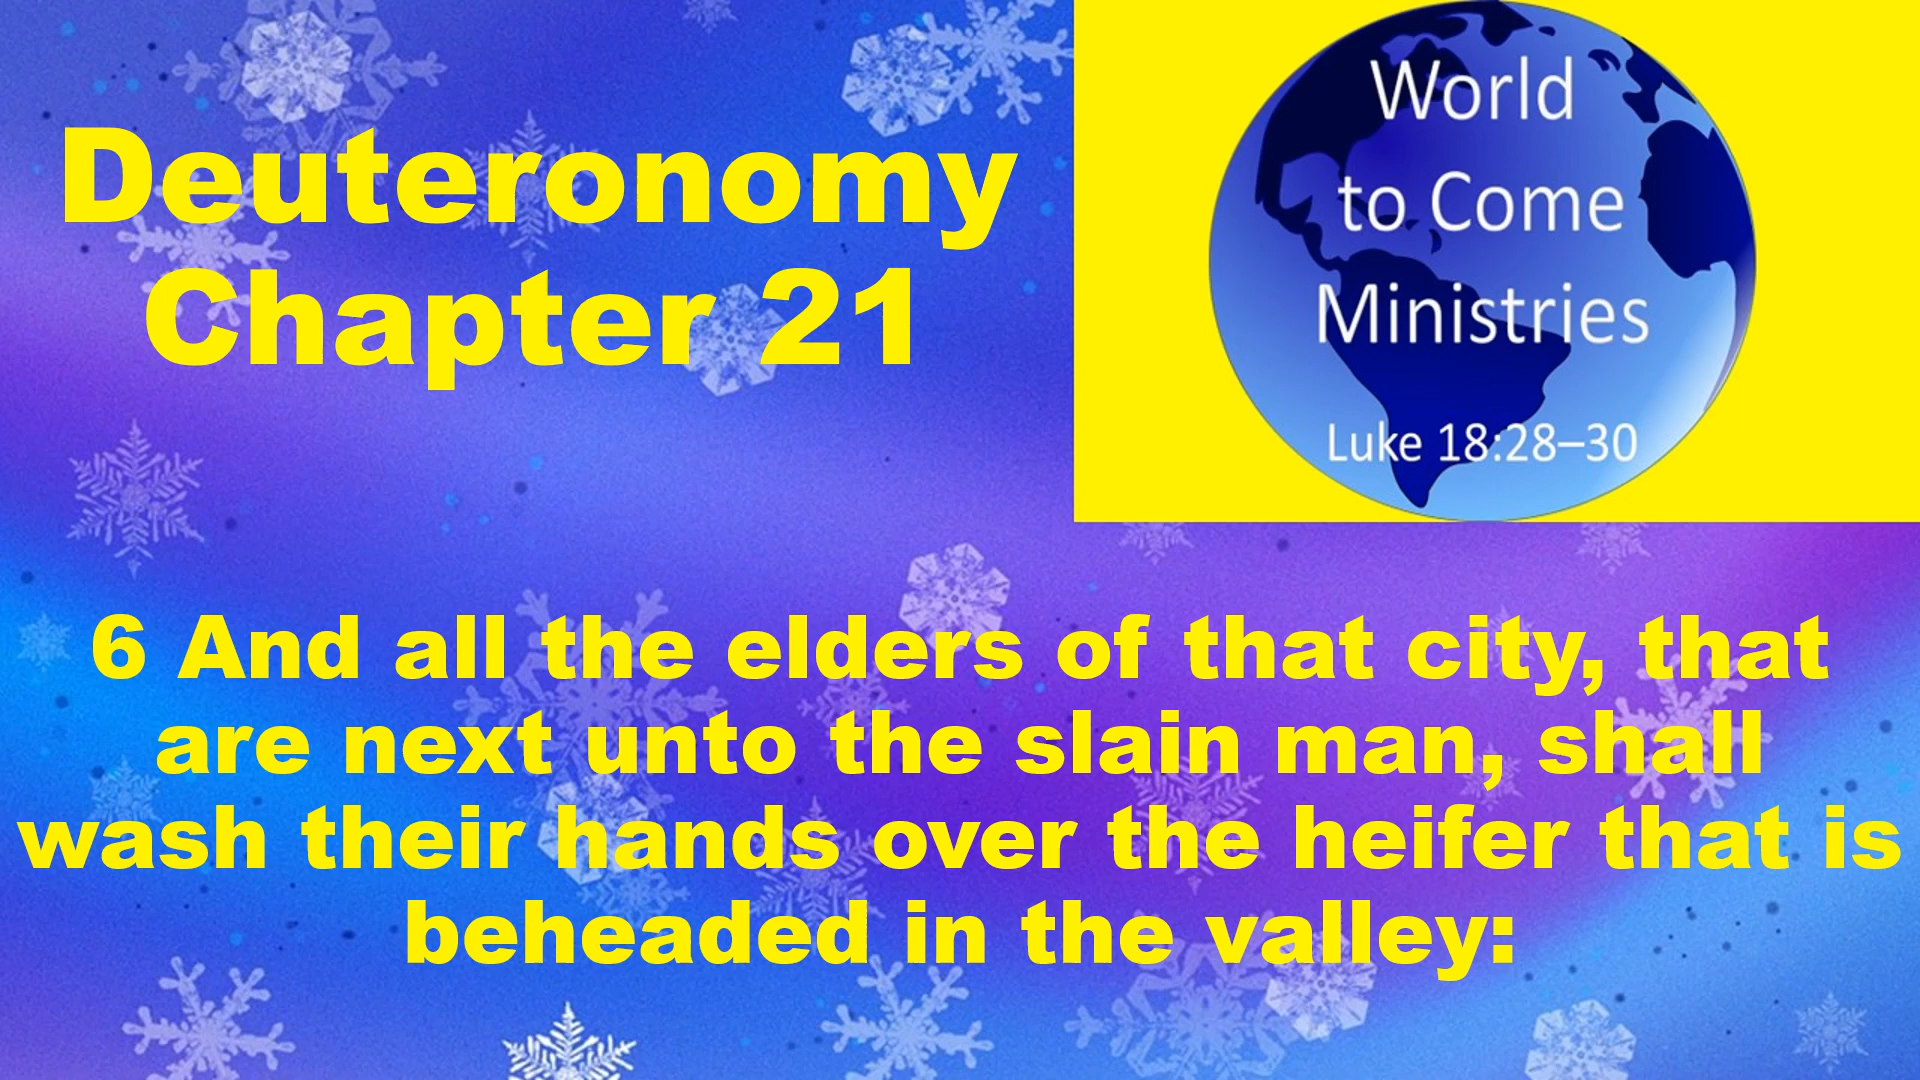 Deuteronomy
Chapter 21
World
to Come
Ministries
Luke 18:28–30
6 And all the elders of that city, that
are next unto the slain man, shall
wash their hands over the heifer that is
beheaded in the valley: